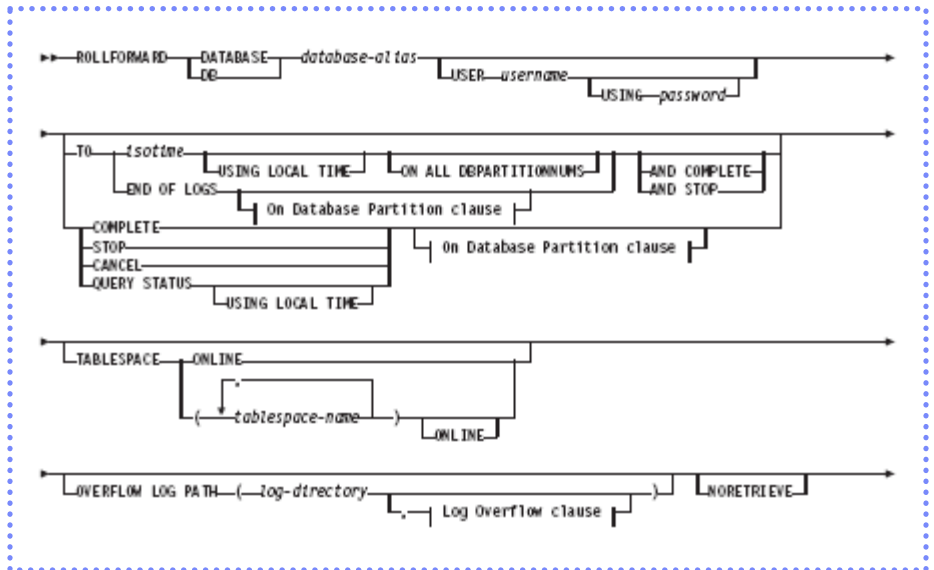 ROLLFORWARD DATABASE database-alias
DB USER username
USING password
TO isotime
USING LOCAL TIME ON ALL DBPARTITIONNUMS AND COMPLETE
END OF LOGS AND STOP
On Database Partition clause
COMPLETE
STOP On Database Partition clause
CANCEL
QUERY STATUS
USING LOCAL TIME
TABLESPACE ONLINE
,
( tablespace-name )
ONLINE
OVERFLOW LOG PATH ( log-directory ) NORETRIEVE
, Log Overflow clause